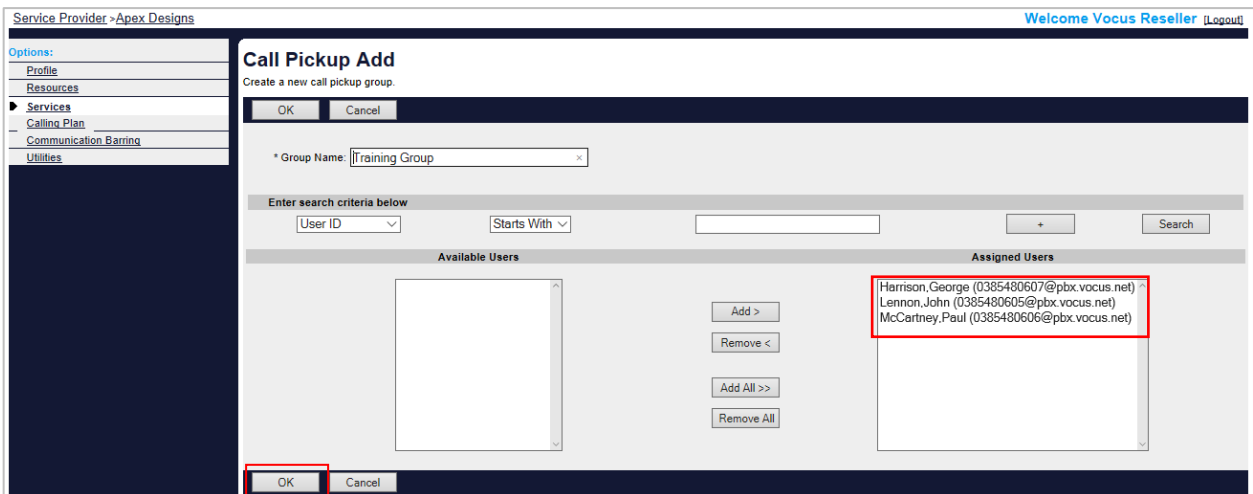 Service Provider >Apex Designs
Welcome Vocus Reseller [Logout]
Options:
Profile
Resources
Services
Calling Plan
Communication Barring
Utilities
Call Pickup Add
Create a new call pickup group.
OK Cancel
* Group Name: Training Group ×
Enter search criteria below
User ID Starts With + Search
Available Users Assigned Users
Harrison,George (0385480607@pbx.vocus.net)
Lennon,John (0385480605@pbx.vocus.net)
McCartney,Paul (0385480606@pbx.vocus.net)
Add >
Remove <
Add All >>
Remove All
OK Cancel